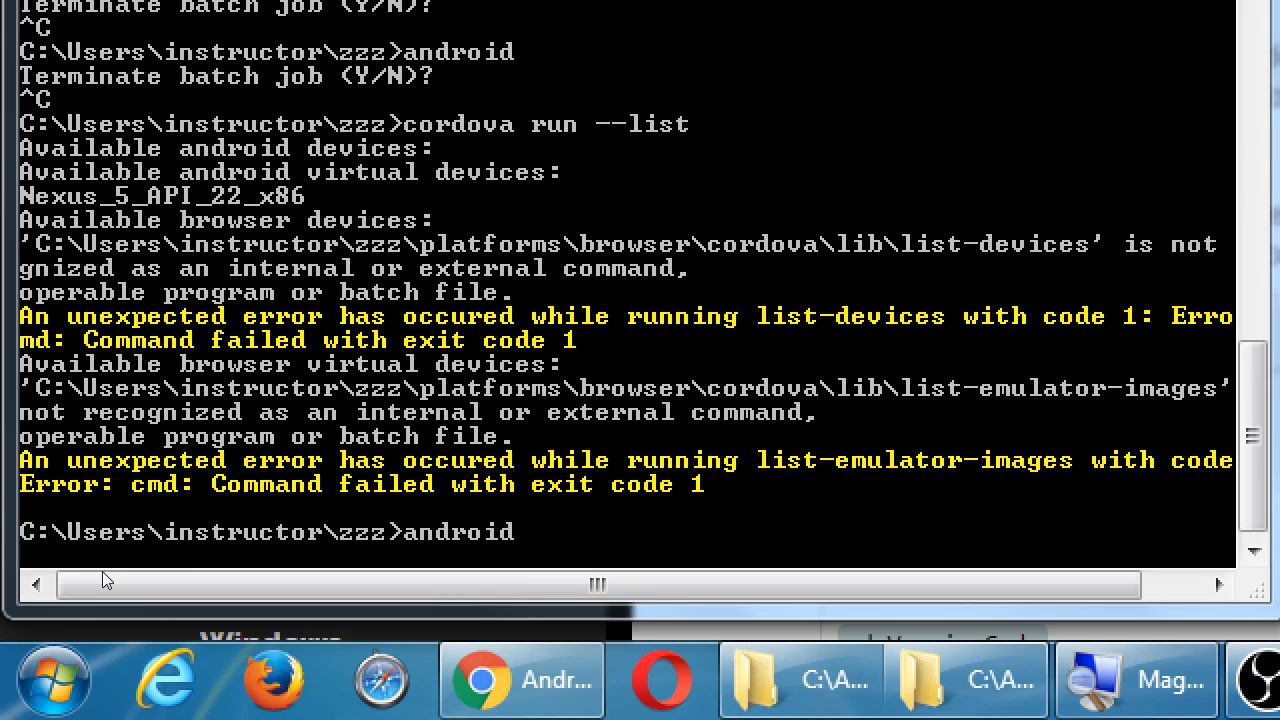 Terminate batch job (Y/N)?
^C
C:\Users\instructor\zzz>android
Terminate batch job (Y/N)?
^C
C:\Users\instructor\zzz>cordova run --list
Available android devices:
Available android virtual devices:
Nexus_5_API_22_x86
Available browser devices:
'C:\Users\instructor\zzz\platforms\browser\cordova\lib\list-devices' is not
gnized as an internal or external command,
operable program or batch file.
An unexpected error has occured while running list-devices with code 1: Erro
md: Command failed with exit code 1
Available browser virtual devices:
'C:\Users\instructor\zzz\platforms\browser\cordova\lib\list-emulator-images'
not recognized as an internal or external command,
operable program or batch file.
An unexpected error has occured while running list-emulator-images with code
Error: cmd: Command failed with exit code 1
C:\Users\instructor\zzz>android
Windows
Andr...
C:\A...
C:\A...
Mag...